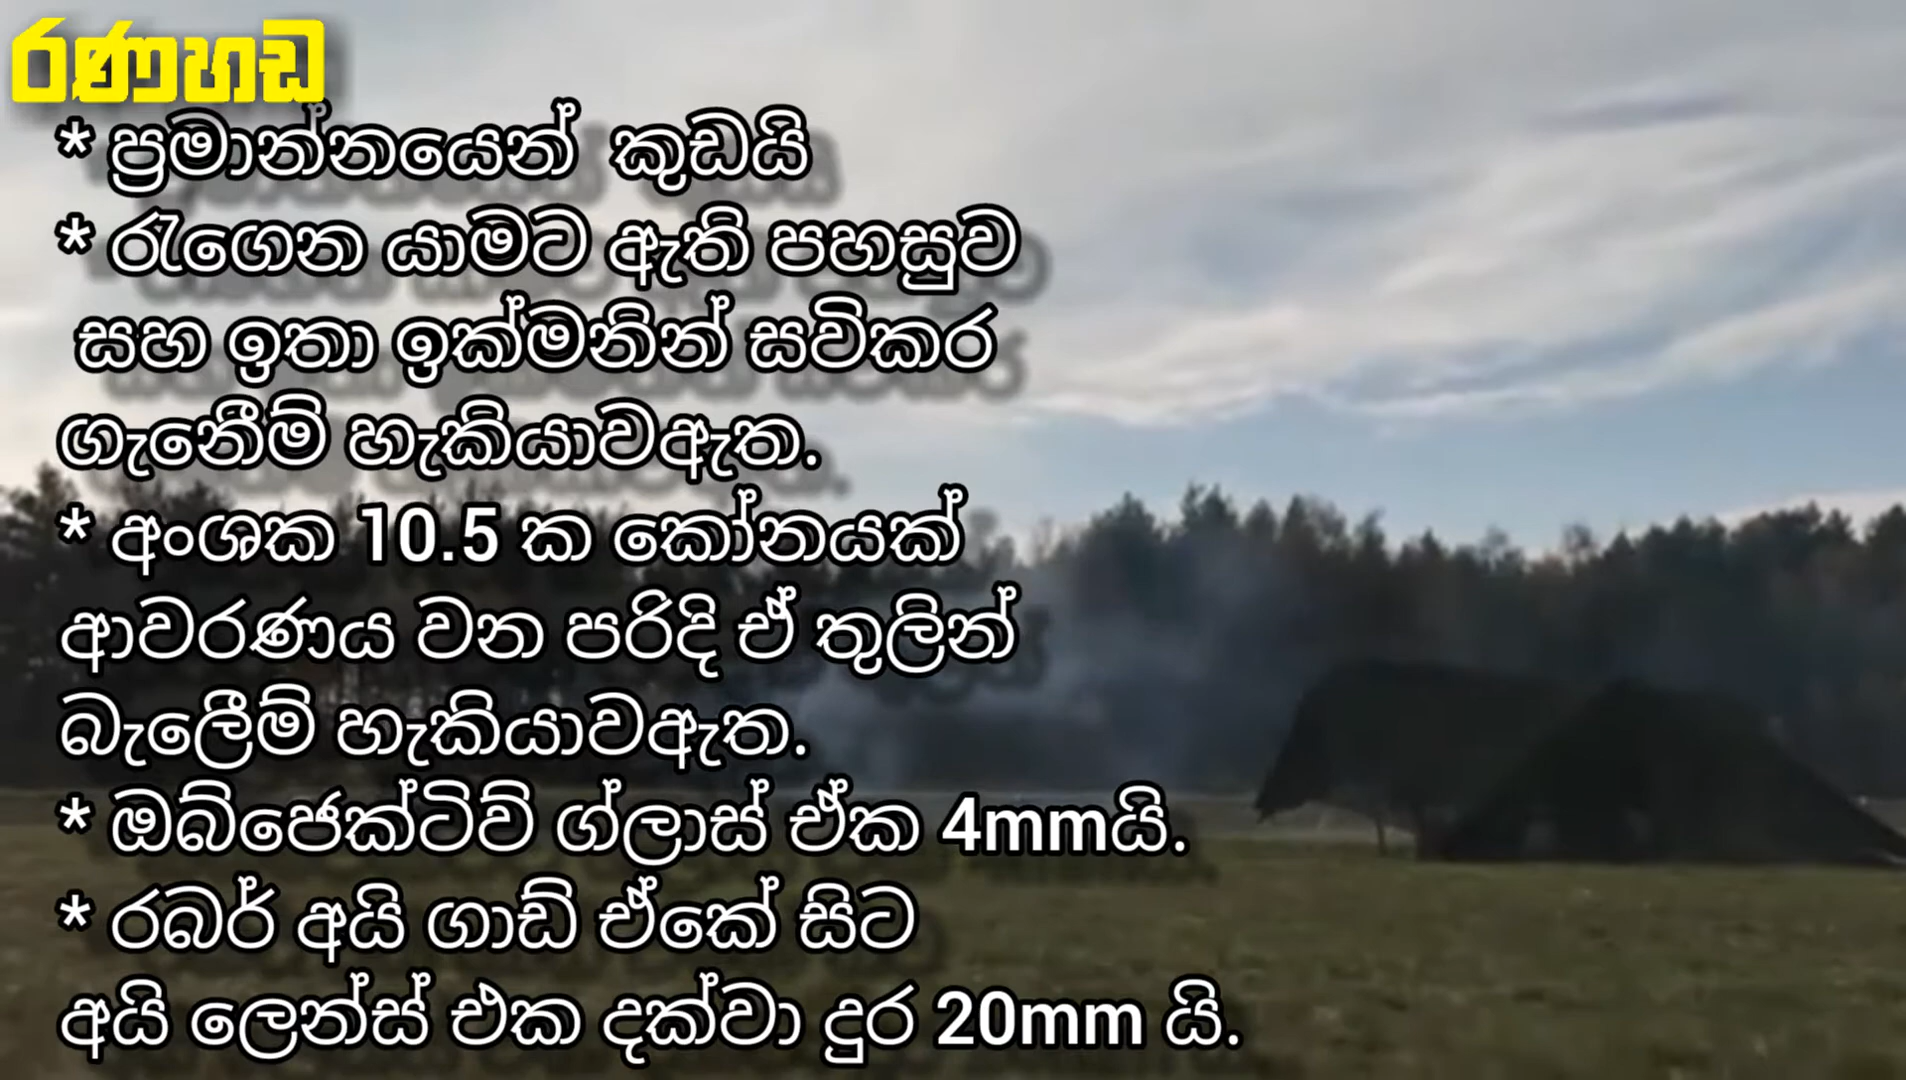 රණහඩ
* ප්‍රමාන්නයෙන් කුඩයි
* රැගෙන යාමට ඇති පහසුව
සහ ඉතා ඉක්මනින් සවිකර
ගැනීෙම් හැකියාවඇත.
* අංශක 10.5 ක කෝනයක්
ආවරණය වන පරිදි ඒ තුලින්
බැලීෙම් හැකියාවඇත.
* ඔබ්ජෙක්ටිව් ග්ලාස් ඒක 4mmයි.
* රබර් අයි ගාඩ් ඒකේ සිට
අයි ලෙන්ස් එක දක්වා දුර 20mm යි.